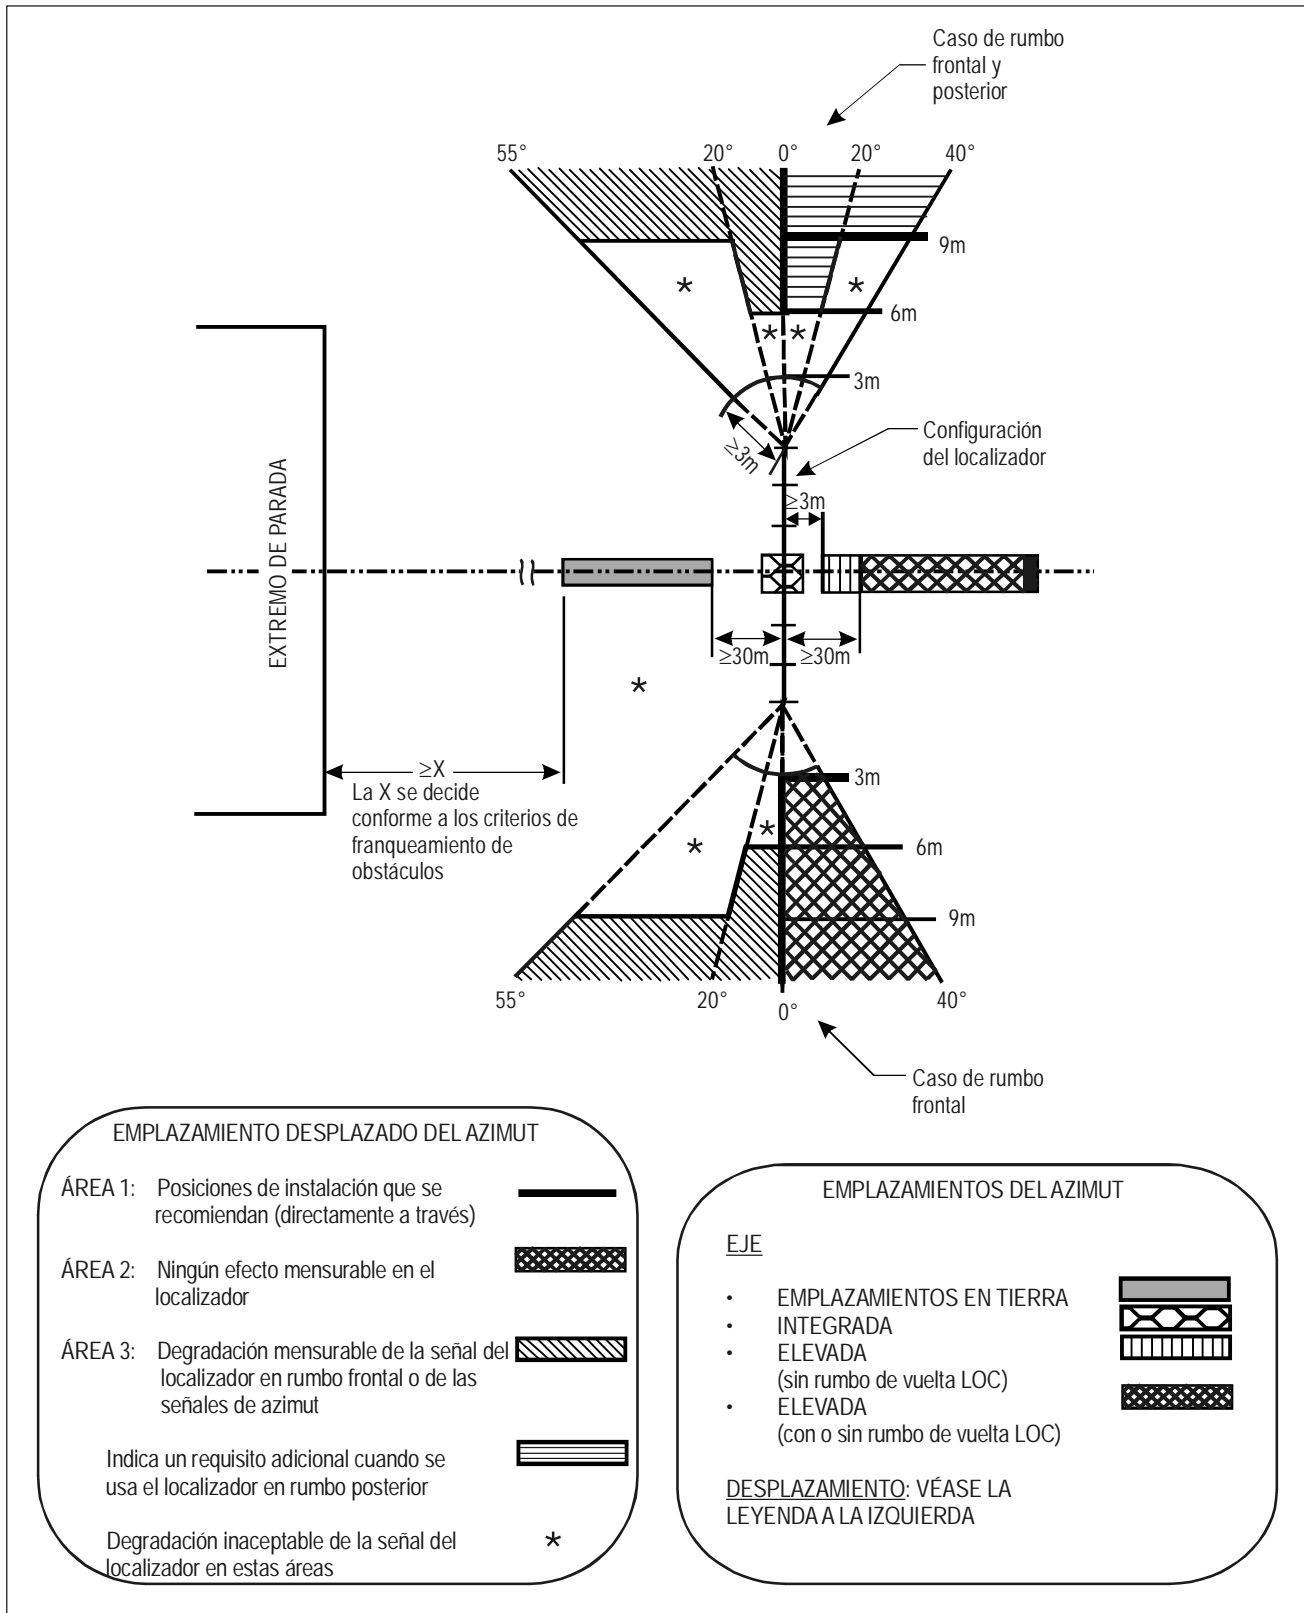 Caso de rumbo
frontal y
posterior
55°
20°
0°
20°
40°
9m
6m
3m
≥3m
Configuración
del localizador
≥3m
EXTREMO DE PARADA
≥30m
≥30m
≥X
La X se decide
conforme a los criterios de
franqueamiento de
obstáculos
3m
6m
9m
55°
20°
0°
40°
Caso de rumbo
frontal
EMPLAZAMIENTO DESPLAZADO DEL AZIMUT
ÁREA 1: Posiciones de instalación que se
recomiendan (directamente a través)
ÁREA 2: Ningún efecto mensurable en el
localizador
ÁREA 3: Degradación mensurable de la señal del
localizador en rumbo frontal o de las
señales de azimut
Indica un requisito adicional cuando se
usa el localizador en rumbo posterior
Degradación inaceptable de la señal del
localizador en estas áreas
*
EMPLAZAMIENTOS DEL AZIMUT
EJE
• EMPLAZAMIENTOS EN TIERRA
• INTEGRADA
• ELEVADA
(sin rumbo de vuelta LOC)
• ELEVADA
(con o sin rumbo de vuelta LOC)
DESPLAZAMIENTO: VÉASE LA
LEYENDA A LA IZQUIERDA